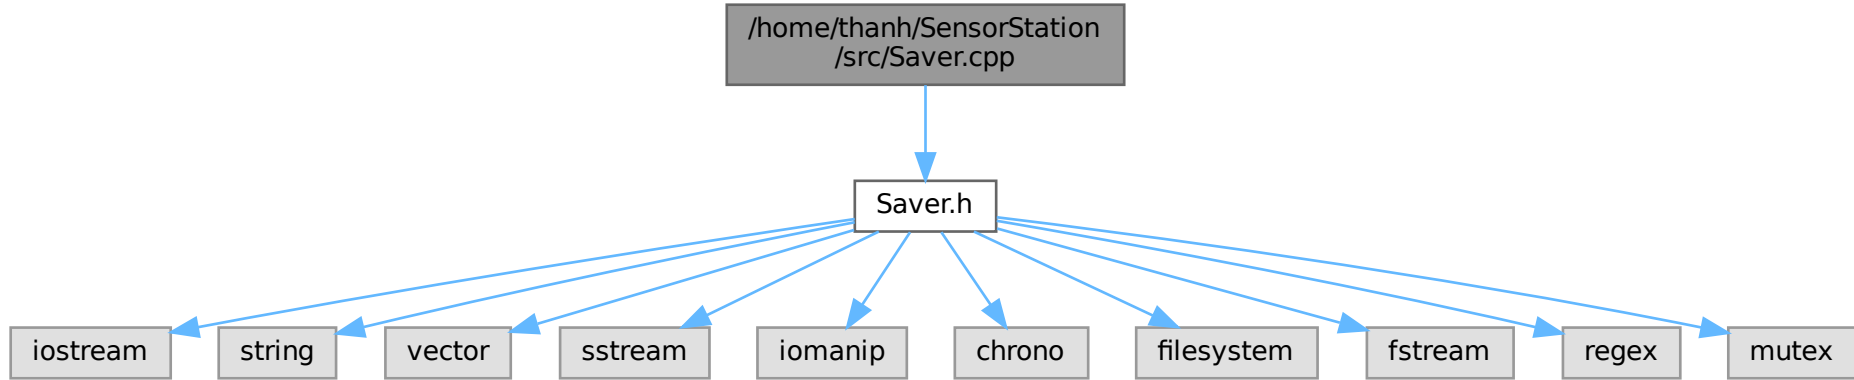 /home/thanh/SensorStation
/src/Saver.cpp
Saver.h
iostream
string
vector
sstream
iomanip
chrono
filesystem
fstream
regex
mutex